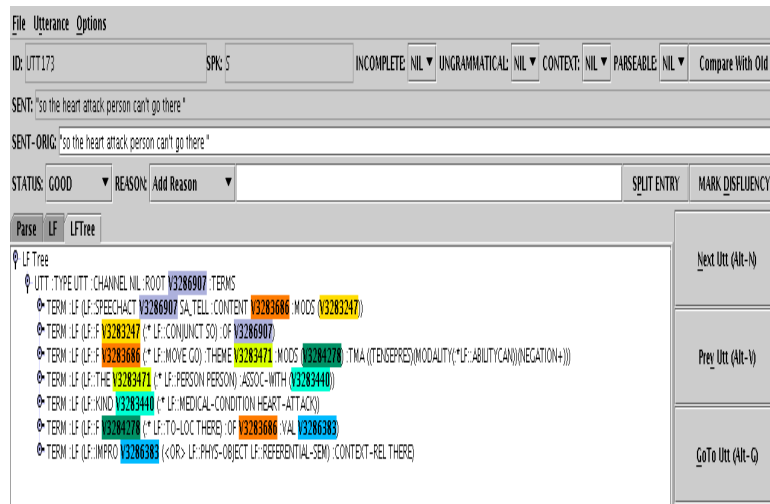 File Utterance Options
ID: UTT173 SPK: S INCOMPLETE: NIL UNGRAMMATICAL: NIL CONTEXT: NIL PARSEABLE: NIL Compare With Old
SENT: "so the heart attack person can't go there "
SENT-ORIG: "so the heart attack person can't go there "
STATUS: GOOD REASON: Add Reason SPLIT ENTRY MARK DISFLUENCY
Parse LF LFTree
LF Tree
UTT :TYPE UTT :CHANNEL NIL :ROOT V3286907 :TERMS
TERM :LF (LF::SPEECHACT V3286907 SA_TELL :CONTENT V3283686 :MODS (V3283247))
TERM :LF (LF::F V3283247 (:* LF::CONJUNCT SO) :OF V3286907)
TERM :LF (LF::F V3283686 (:* LF::MOVE GO) :THEME V3283471 :MODS (V3284278) :TMA ((TENSEPRES)(MODALITY(:*LF::ABILITYCAN))(NEGATION+)))
TERM :LF (LF::THE V3283471 (:* LF::PERSON PERSON) :ASSOC-WITH (V3283440))
TERM :LF (LF::KIND V3283440 (:* LF::MEDICAL-CONDITION HEART-ATTACK))
TERM :LF (LF::F V3284278 (:* LF::TO-LOC THERE) :OF V3283686 :VAL V3286383)
TERM :LF (LF::IMPRO V3286383 (<OR> LF::PHYS-OBJECT LF::REFERENTIAL-SEM) :CONTEXT-REL THERE)
Next Utt (Alt-N)
Prev Utt (Alt-V)
GoTo Utt (Alt-G)